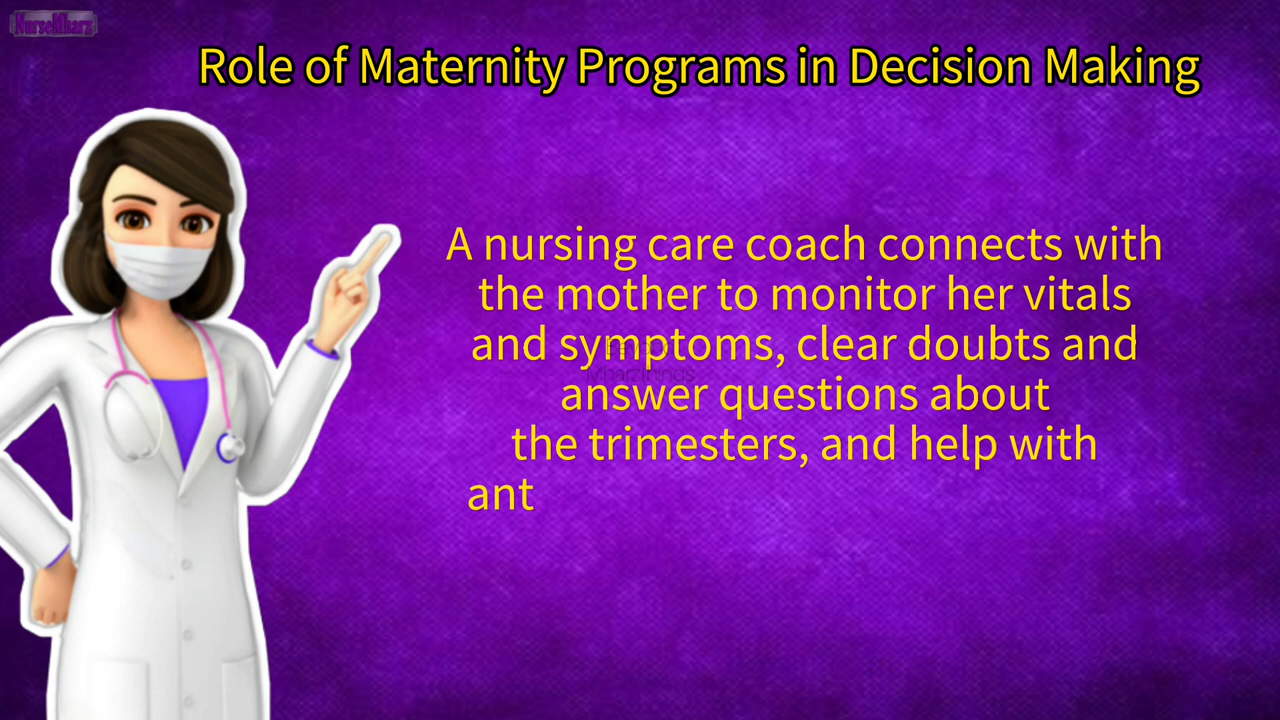 Role of Maternity Programs in Decision Making
A nursing care coach connects with
the mother to monitor her vitals
and symptoms, clear doubts and
answer questions about
the trimesters, and help with
ant